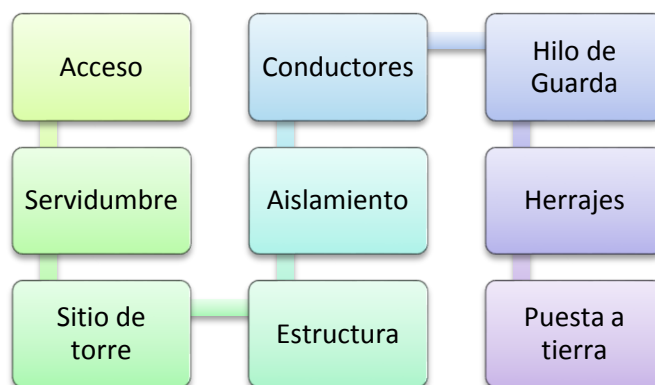 Acceso
Servidumbre
Sitio de
torre
Estructura
Aislamiento
Conductores
Hilo de
Guarda
Herrajes
Puesta a
tierra